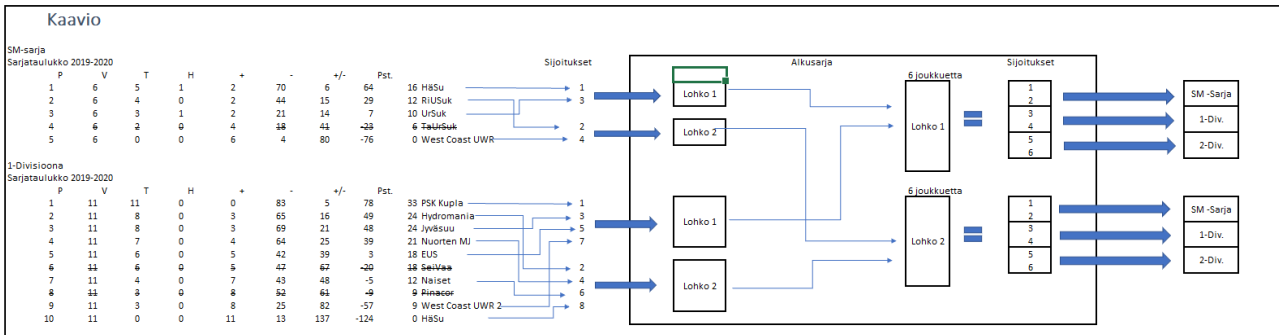 Kaavio
SM-sarja
Sarjataulukko 2019-2020 Sijoitukset Alkusarja Sijoitukset
P V T H + - +/- Pst. 6 joukkuetta
1 6 5 1 2 70 6 64 16 HäSu 1 Lohko 1 1 SM -Sarja
2 6 4 0 2 44 15 29 12 RiUSuk 3 2
3 6 3 1 2 21 14 7 10 UrSuk 3 1-Div.
4 6 2 0 4 18 41 -23 6 TaUrSuk 2 Lohko 2 Lohko 1 4
5 6 0 0 6 4 80 -76 0 West Coast UWR 4 5 2-Div.
6
1-Divisioona
Sarjataulukko 2019-2020
P V T H + - +/- Pst. 6 joukkuetta
1 11 11 0 0 83 5 78 33 PSK Kupla 1 1 SM -Sarja
2 11 8 0 3 65 16 49 24 Hydromania 3 Lohko 1 2
3 11 8 0 3 69 21 48 24 Jyväsuu 5 3 1-Div.
4 11 7 0 4 64 25 39 21 Nuorten MJ 7 Lohko 2 4
5 11 6 0 5 42 39 3 18 EUS 5 2-Div.
6 11 6 0 5 47 67 -20 18 SeiVaa 2 6
7 11 4 0 7 43 48 -5 12 Naiset 4 Lohko 2
8 11 3 0 8 52 61 -9 9 Pinacor 6
9 11 3 0 8 25 82 -57 9 West Coast UWR 2 8
10 11 0 0 11 13 137 -124 0 HäSu